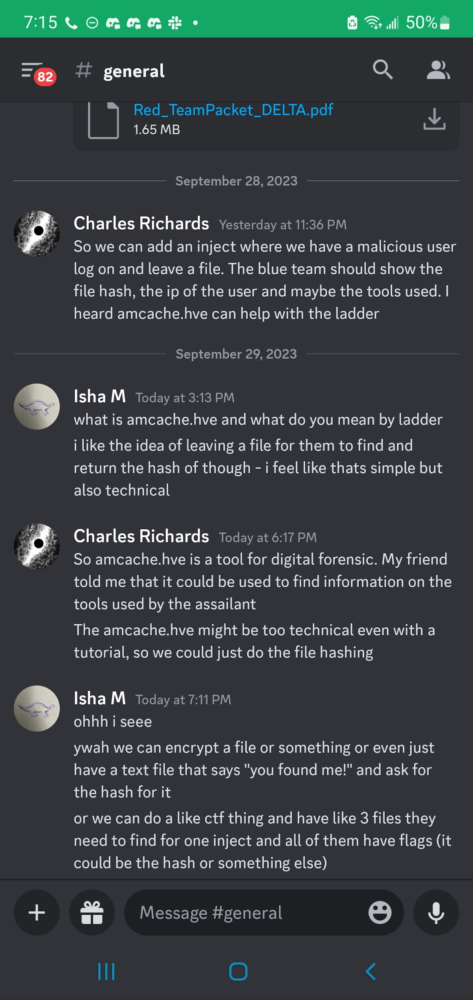 7:15
50%
82
# general
Red_TeamPacket_DELTA.pdf
1.65 MB
September 28, 2023
Charles Richards Yesterday at 11:36 PM
So we can add an inject where we have a malicious user
log on and leave a file. The blue team should show the
file hash, the ip of the user and maybe the tools used. I
heard amcache.hve can help with the ladder
September 29, 2023
Isha M Today at 3:13 PM
what is amcache.hve and what do you mean by ladder
i like the idea of leaving a file for them to find and
return the hash of though - i feel like thats simple but
also technical
Charles Richards Today at 6:17 PM
So amcache.hve is a tool for digital forensic. My friend
told me that it could be used to find information on the
tools used by the assailant
The amcache.hve might be too technical even with a
tutorial, so we could just do the file hashing
Isha M Today at 7:11 PM
ohhh i seee
ywah we can encrypt a file or something or even just
have a text file that says "you found me!" and ask for
the hash for it
or we can do a like ctf thing and have like 3 files they
need to find for one inject and all of them have flags (it
could be the hash or something else)
Message #general